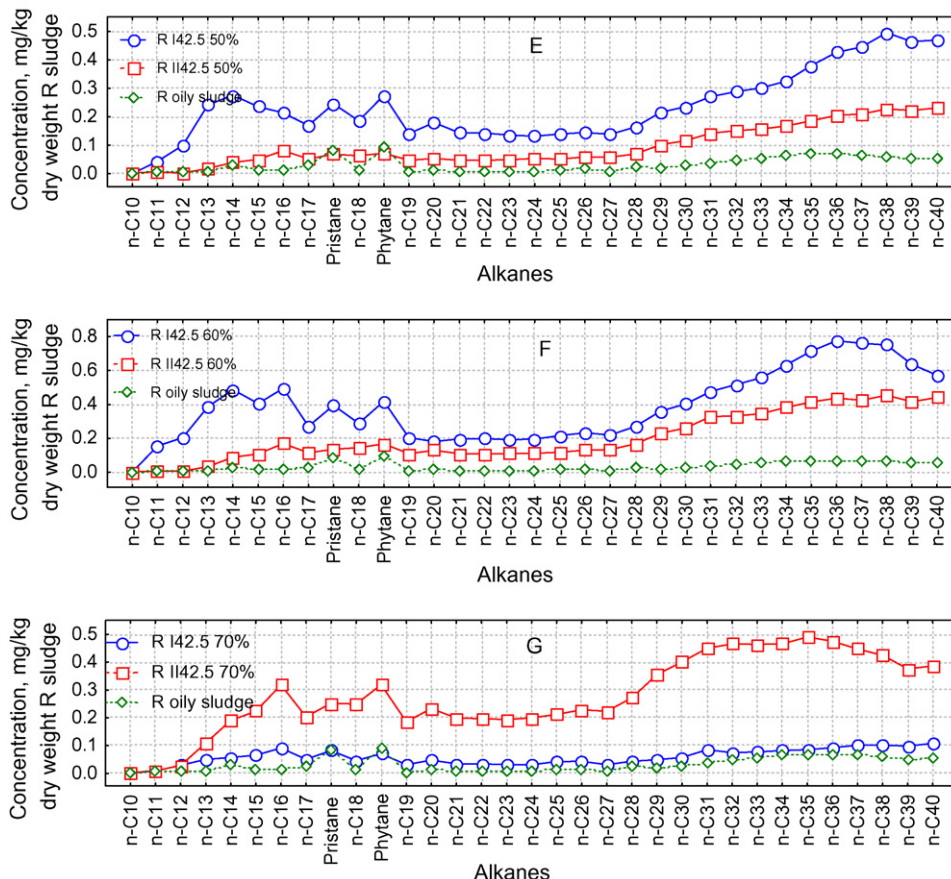 Concentration, mg/kg
dry weight R sludge
0.5
0.4
0.3
0.2
0.1
0.0
R I42.5 50%
R II42.5 50%
R oily sludge
E
n-C10
n-C11
n-C12
n-C13
n-C14
n-C15
n-C16
n-C17
Pristane
n-C18
Phytane
n-C19
n-C20
n-C21
n-C22
n-C23
n-C24
n-C25
n-C26
n-C27
n-C28
n-C29
n-C30
n-C31
n-C32
n-C33
n-C34
n-C35
n-C36
n-C37
n-C38
n-C39
n-C40
Alkanes
Concentration, mg/kg
dry weight R sludge
0.8
0.6
0.4
0.2
0.0
R I42.5 60%
R II42.5 60%
R oily sludge
F
n-C10
n-C11
n-C12
n-C13
n-C14
n-C15
n-C16
n-C17
Pristane
n-C18
Phytane
n-C19
n-C20
n-C21
n-C22
n-C23
n-C24
n-C25
n-C26
n-C27
n-C28
n-C29
n-C30
n-C31
n-C32
n-C33
n-C34
n-C35
n-C36
n-C37
n-C38
n-C39
n-C40
Alkanes
Concentration, mg/kg
dry weight R sludge
0.5
0.4
0.3
0.2
0.1
0.0
R I42.5 70%
R II42.5 70%
R oily sludge
G
n-C10
n-C11
n-C12
n-C13
n-C14
n-C15
n-C16
n-C17
Pristane
n-C18
Phytane
n-C19
n-C20
n-C21
n-C22
n-C23
n-C24
n-C25
n-C26
n-C27
n-C28
n-C29
n-C30
n-C31
n-C32
n-C33
n-C34
n-C35
n-C36
n-C37
n-C38
n-C39
n-C40
Alkanes